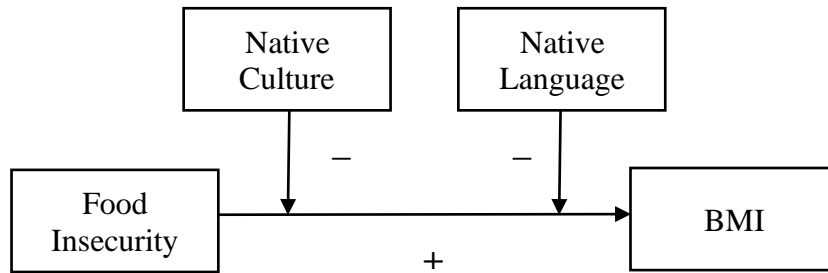 Native
Culture
Native
Language
–
–
Food
Insecurity
BMI
+